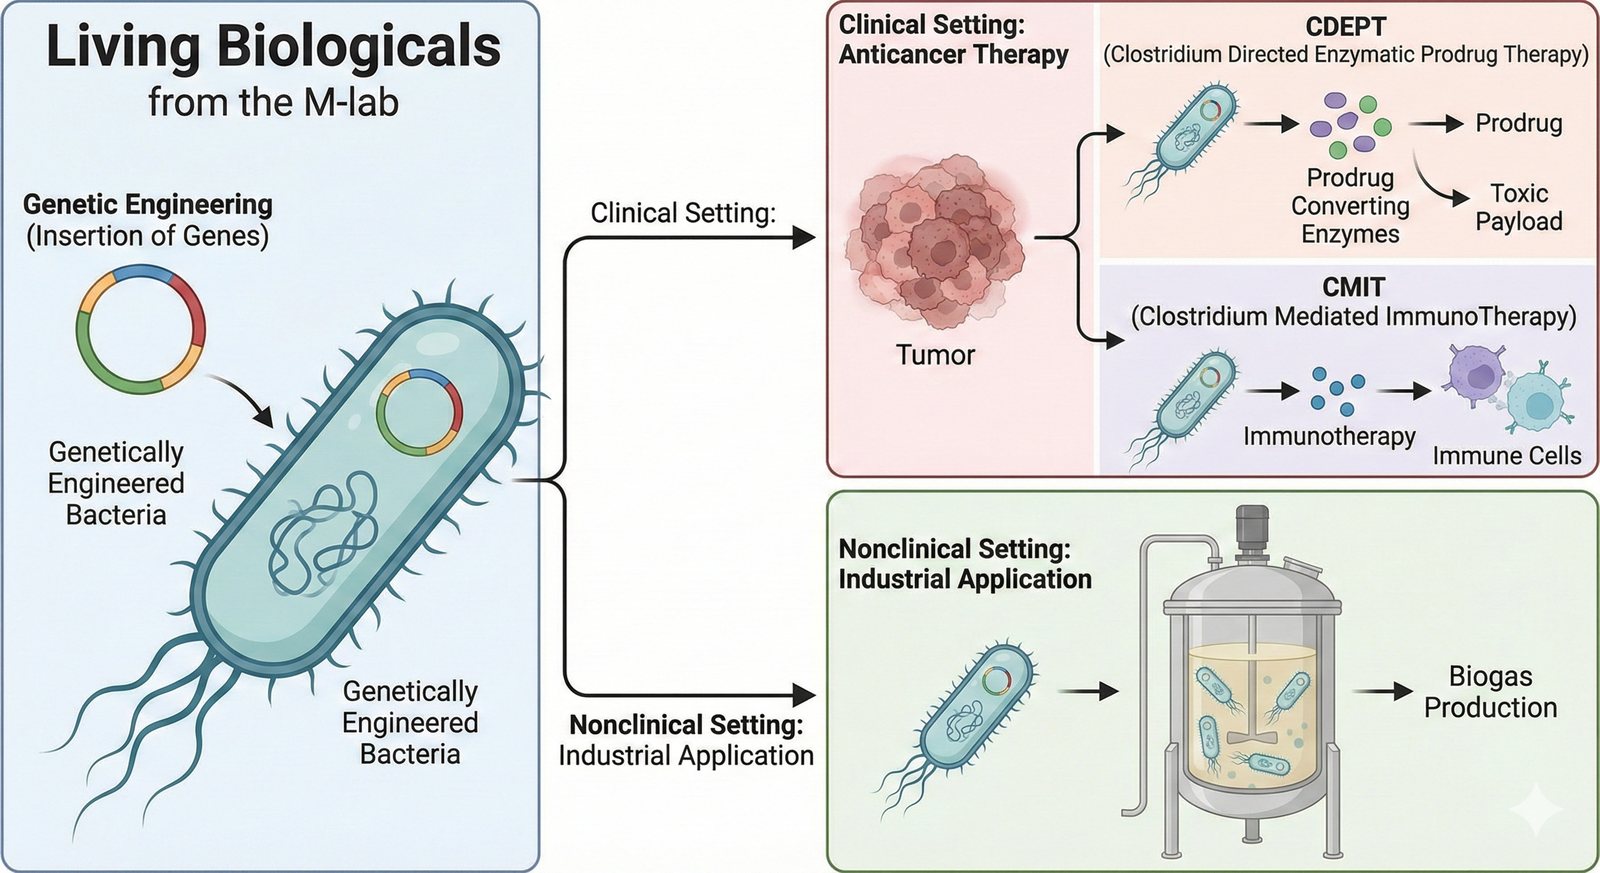 Living Biologicals
from the M-lab
Genetic Engineering
(Insertion of Genes)
Genetically
Engineered
Bacteria
Genetically
Engineered
Bacteria
Clinical Setting:
Nonclinical Setting:
Industrial Application
Clinical Setting:
Anticancer Therapy
Tumor
CDEPT
(Clostridium Directed Enzymatic Prodrug Therapy)
Prodrug
Converting
Enzymes
Prodrug
Toxic
Payload
CMIT
(Clostridium Mediated ImmunoTherapy)
Immunotherapy
Immune Cells
Nonclinical Setting:
Industrial Application
Biogas
Production